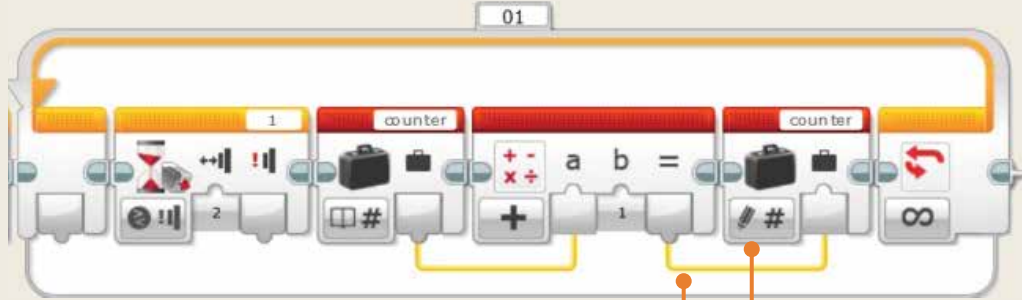 01
1 counter counter
a b =
2 # + 1 # ∞